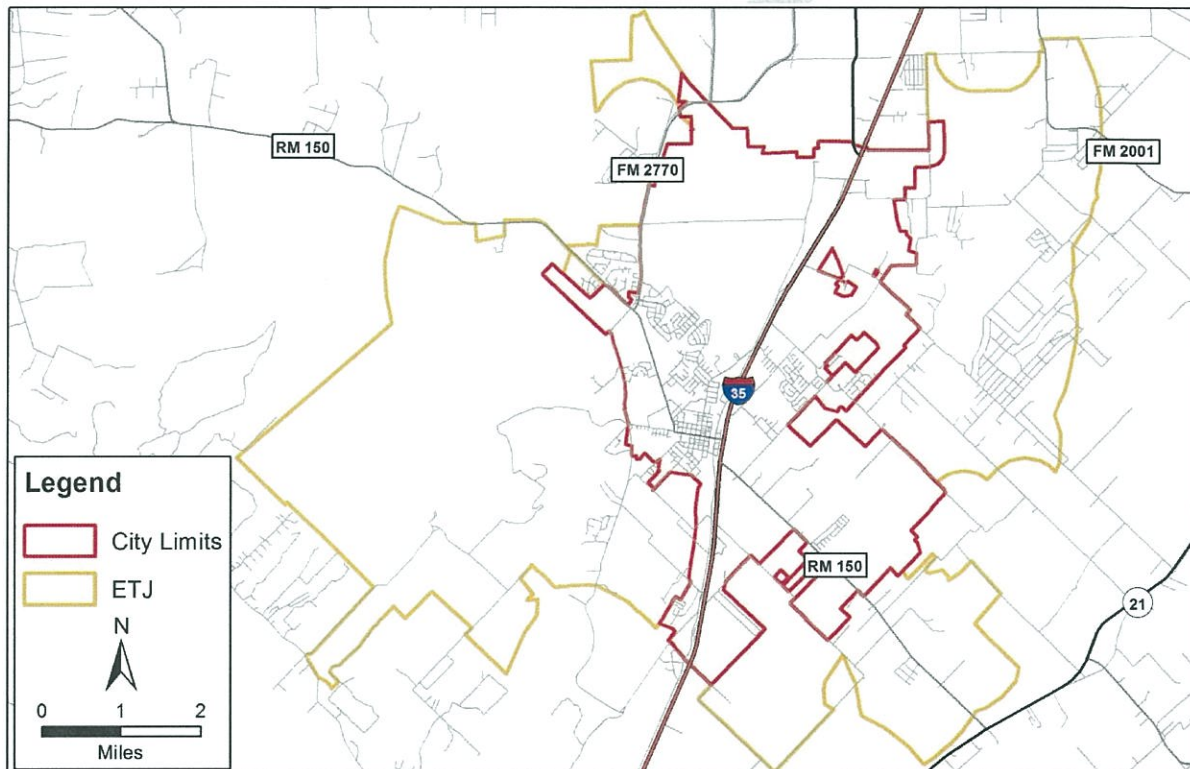 RM 150
FM 2770
FM 2001
35
RM 150
21
Legend
City Limits
ETJ
N
0 1 2
Miles